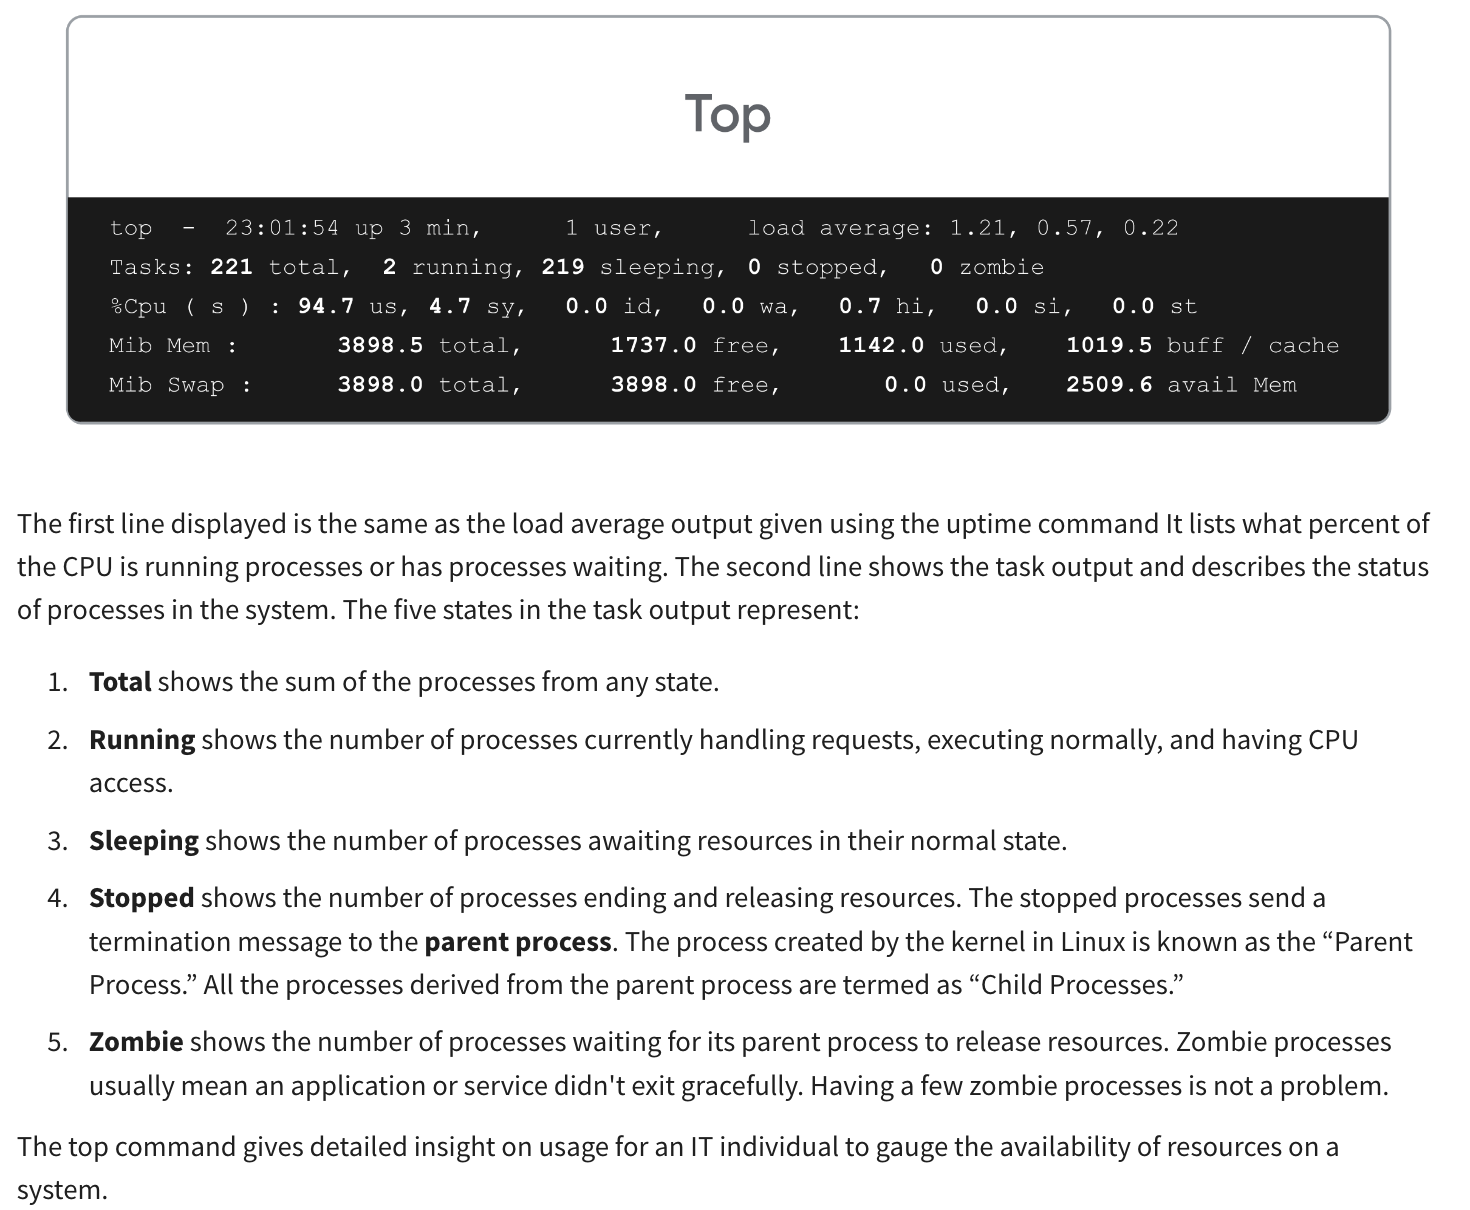 Top
top - 23:01:54 up 3 min, 1 user, load average: 1.21, 0.57, 0.22
Tasks: 221 total, 2 running, 219 sleeping, 0 stopped, 0 zombie
%Cpu ( s ) : 94.7 us, 4.7 sy, 0.0 id, 0.0 wa, 0.7 hi, 0.0 si, 0.0 st
Mib Mem : 3898.5 total, 1737.0 free, 1142.0 used, 1019.5 buff / cache
Mib Swap : 3898.0 total, 3898.0 free, 0.0 used, 2509.6 avail Mem
The first line displayed is the same as the load average output given using the uptime command It lists what percent of
the CPU is running processes or has processes waiting. The second line shows the task output and describes the status
of processes in the system. The five states in the task output represent:
1. Total shows the sum of the processes from any state.
2. Running shows the number of processes currently handling requests, executing normally, and having CPU
access.
3. Sleeping shows the number of processes awaiting resources in their normal state.
4. Stopped shows the number of processes ending and releasing resources. The stopped processes send a
termination message to the parent process. The process created by the kernel in Linux is known as the “Parent
Process.” All the processes derived from the parent process are termed as “Child Processes.”
5. Zombie shows the number of processes waiting for its parent process to release resources. Zombie processes
usually mean an application or service didn't exit gracefully. Having a few zombie processes is not a problem.
The top command gives detailed insight on usage for an IT individual to gauge the availability of resources on a
system.